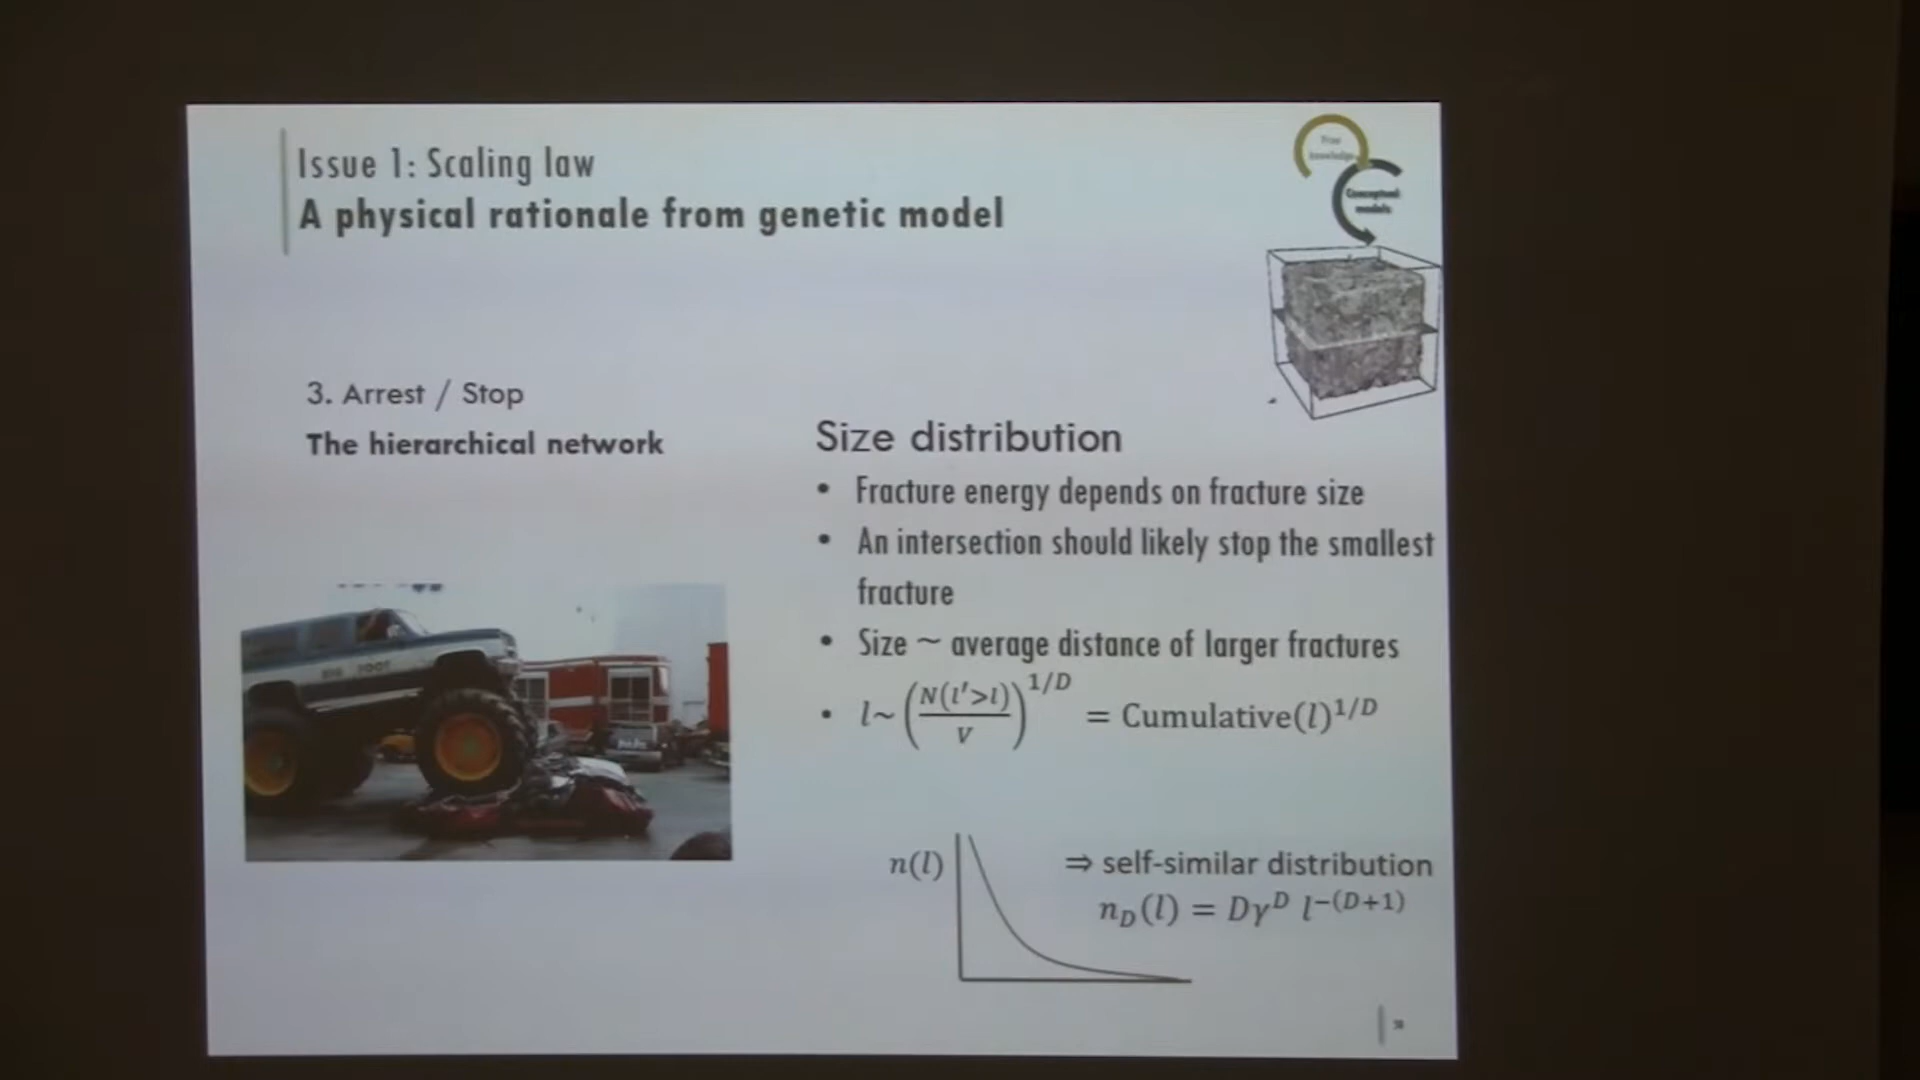 Issue 1: Scaling law
A physical rationale from genetic model
Conceptual
models
3. Arrest / Stop
The hierarchical network
Size distribution
• Fracture energy depends on fracture size
• An intersection should likely stop the smallest
fracture
• Size ~ average distance of larger fractures
• l~(N(l'>l)/V)^1/D = Cumulative(l)^1/D
n(l)
⇒ self-similar distribution
n_D(l) = Dγ^D l^−(D+1)